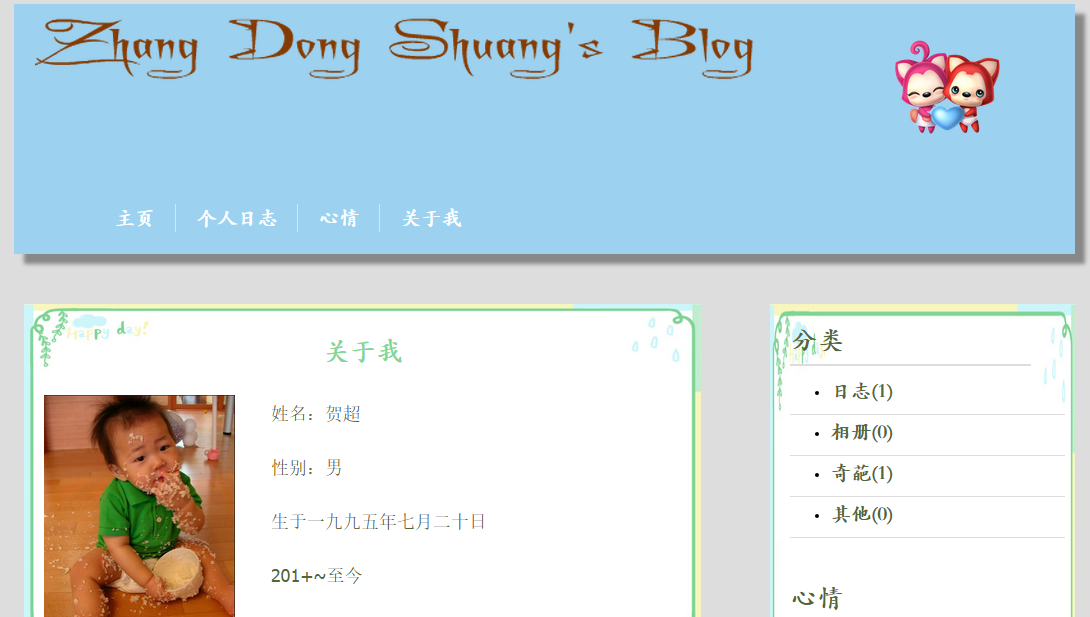 Zhang Dong Shuang's Blog
主页 个人日志 心情 关于我
Happy day!
关于我
姓名：贺超
性别：男
生于一九九五年七月二十日
201+~至今
分类
日志(1)
相册(0)
奇葩(1)
其他(0)
心情